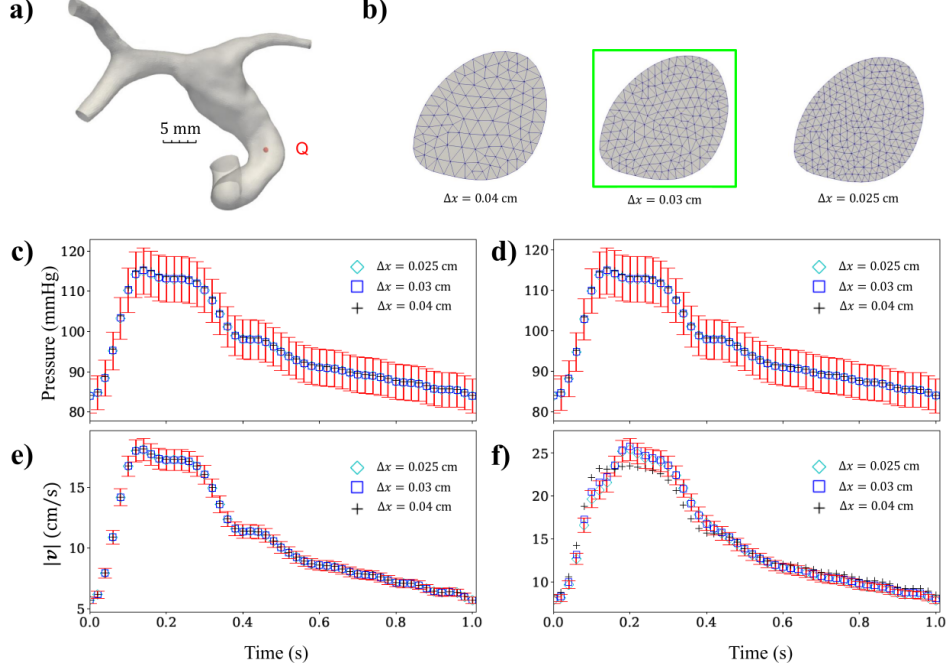 a)
5 mm
Q
b)
Δx = 0.04 cm
Δx = 0.03 cm
Δx = 0.025 cm
c)
Pressure (mmHg)
120
110
100
90
80
Δx = 0.025 cm
Δx = 0.03 cm
Δx = 0.04 cm
d)
120
110
100
90
80
Δx = 0.025 cm
Δx = 0.03 cm
Δx = 0.04 cm
e)
|v| (cm/s)
15
10
5
Δx = 0.025 cm
Δx = 0.03 cm
Δx = 0.04 cm
0.0 0.2 0.4 0.6 0.8 1.0
Time (s)
f)
25
20
15
10
Δx = 0.025 cm
Δx = 0.03 cm
Δx = 0.04 cm
0.0 0.2 0.4 0.6 0.8 1.0
Time (s)